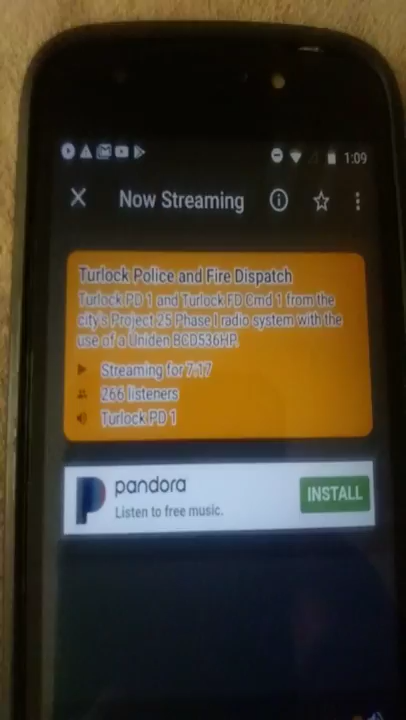 1:09
Now Streaming
Turlock Police and Fire Dispatch
Turlock PD 1 and Turlock FD Cmd 1 from the
city's Project 25 Phase I radio system with the
use of a Uniden BCD536HP.
Streaming for 7:17
266 listeners
Turlock PD 1
pandora
Listen to free music.
INSTALL